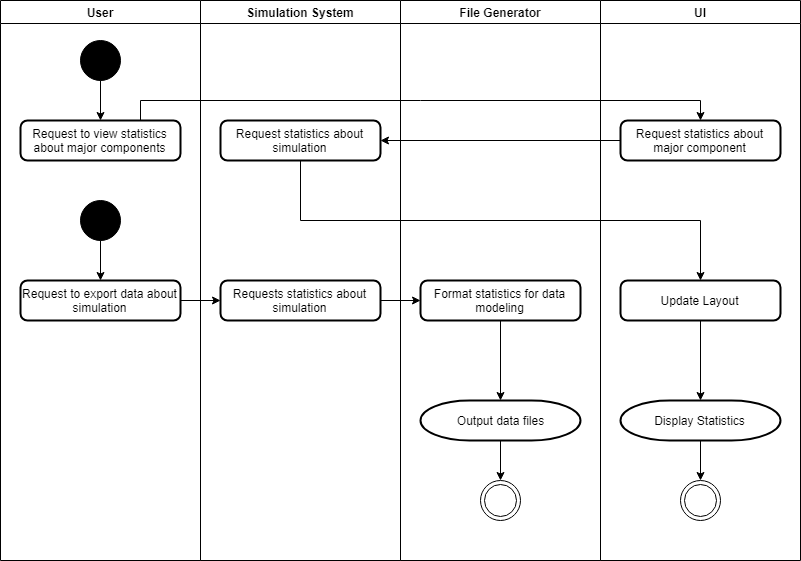 User
Simulation System
File Generator
UI
Request to view statistics
about major components
Request statistics about
simulation
Request statistics about
major component
Request to export data about
simulation
Requests statistics about
simulation
Format statistics for data
modeling
Update Layout
Output data files
Display Statistics